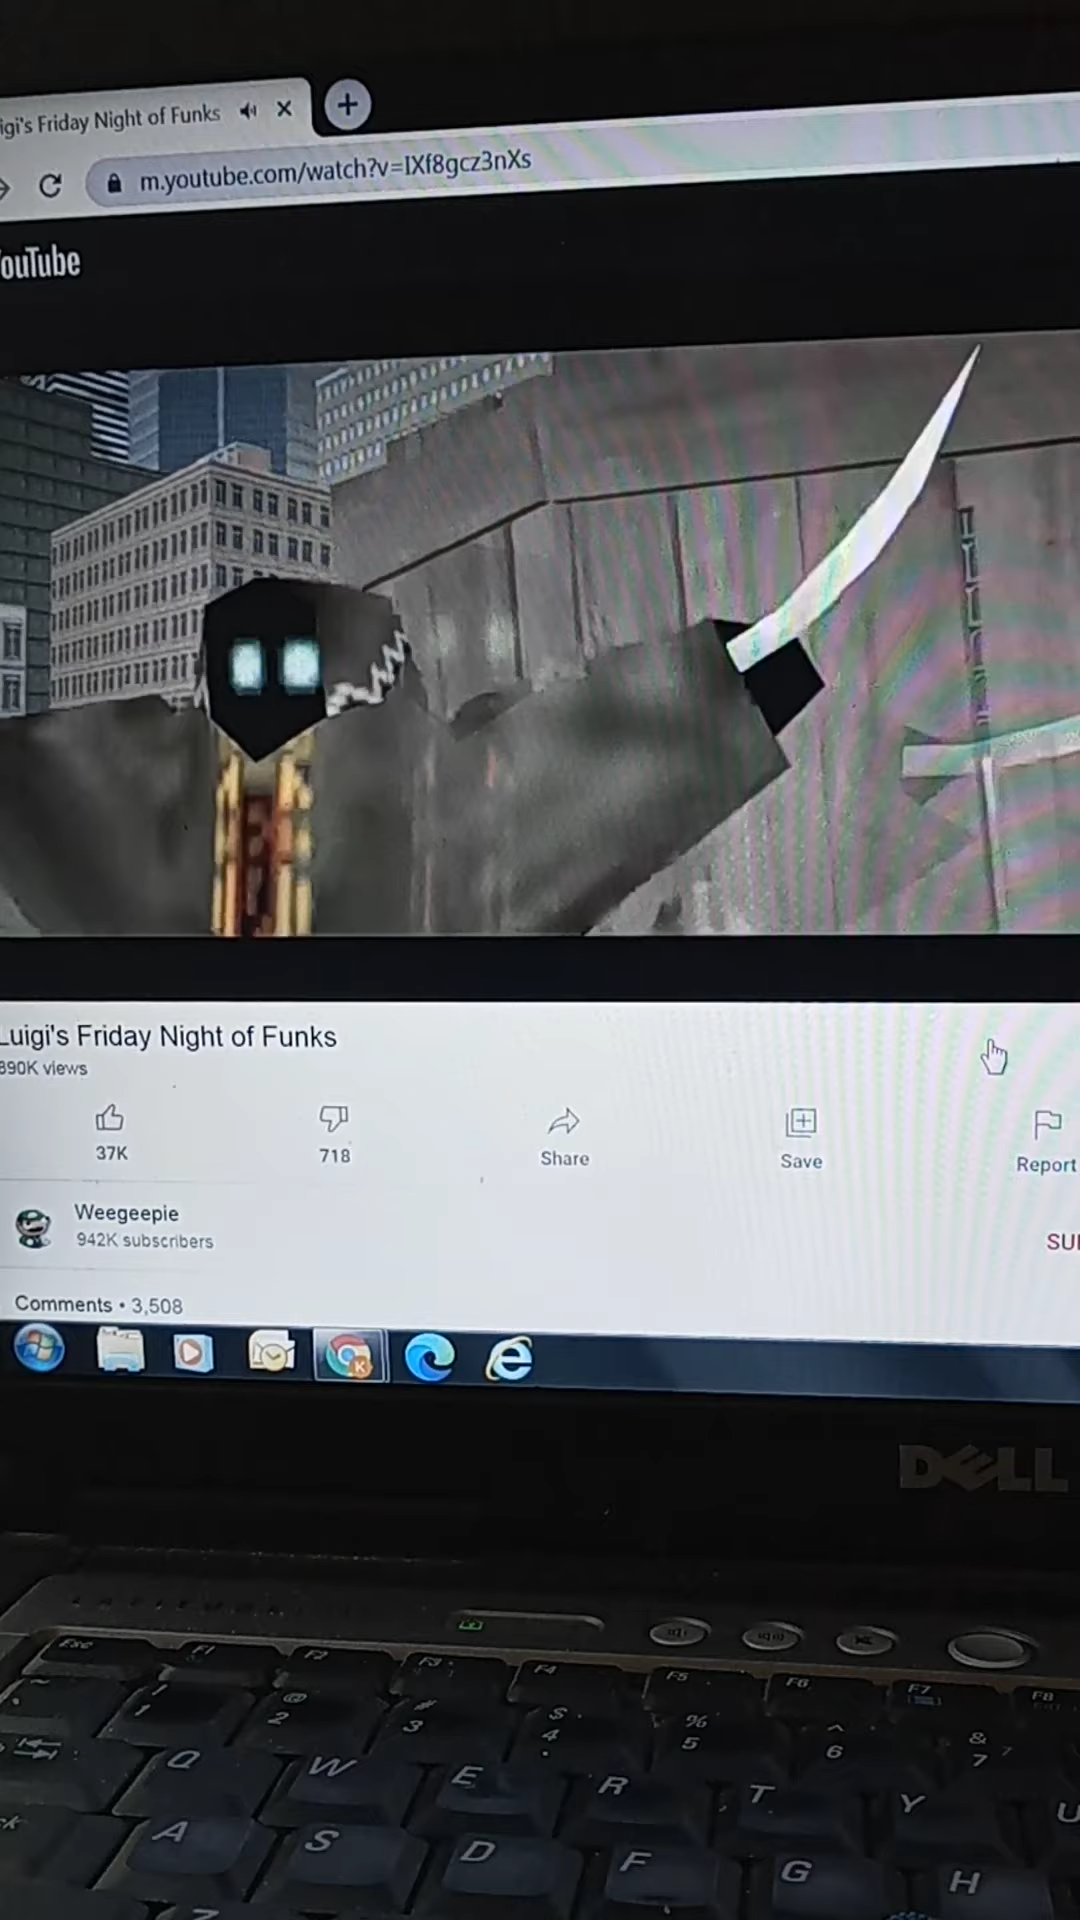 igi's Friday Night of Funks
m.youtube.com/watch?v=IXf8gcz3nXs
ouTube
Luigi's Friday Night of Funks
890K views
37K
718
Share
Save
Report
Weegeepie
942K subscribers
SU
Comments • 3,508
K
DELL
Esc F1 F2 F3 F4 F5 F6 F7 F8
~ ! 1 @ 2 # 3 $ 4 % 5 ^ 6 & 7
Q W E R T Y U
A S D F G H
Z